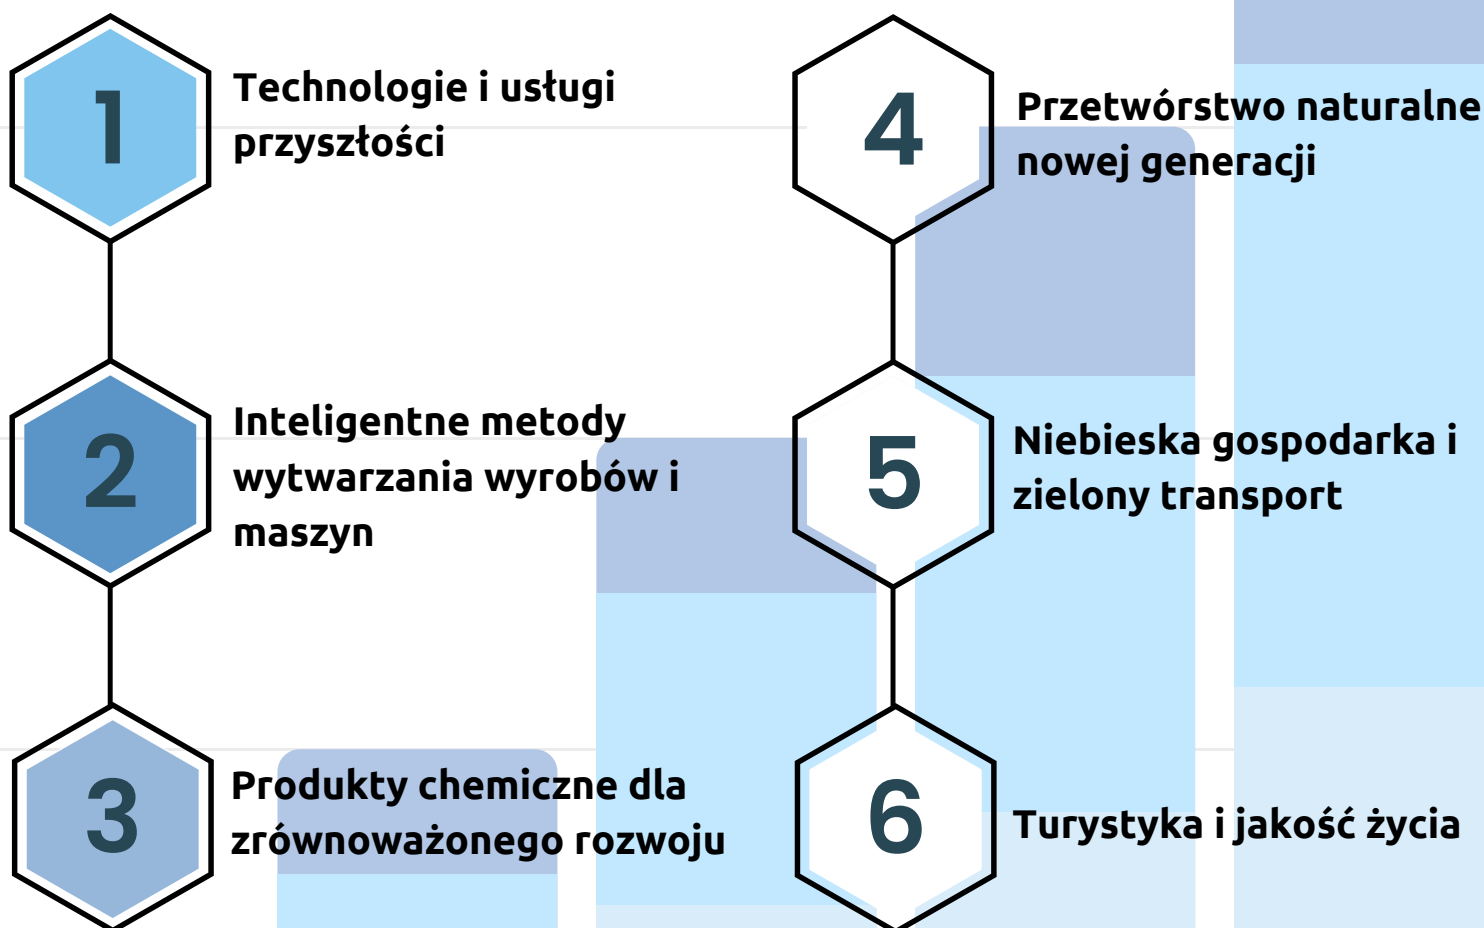 1
Technologie i usługi
przyszłości
2
Inteligentne metody
wytwarzania wyrobów i
maszyn
3
Produkty chemiczne dla
zrównoważonego rozwoju
4
Przetwórstwo naturalne
nowej generacji
5
Niebieska gospodarka i
zielony transport
6
Turystyka i jakość życia